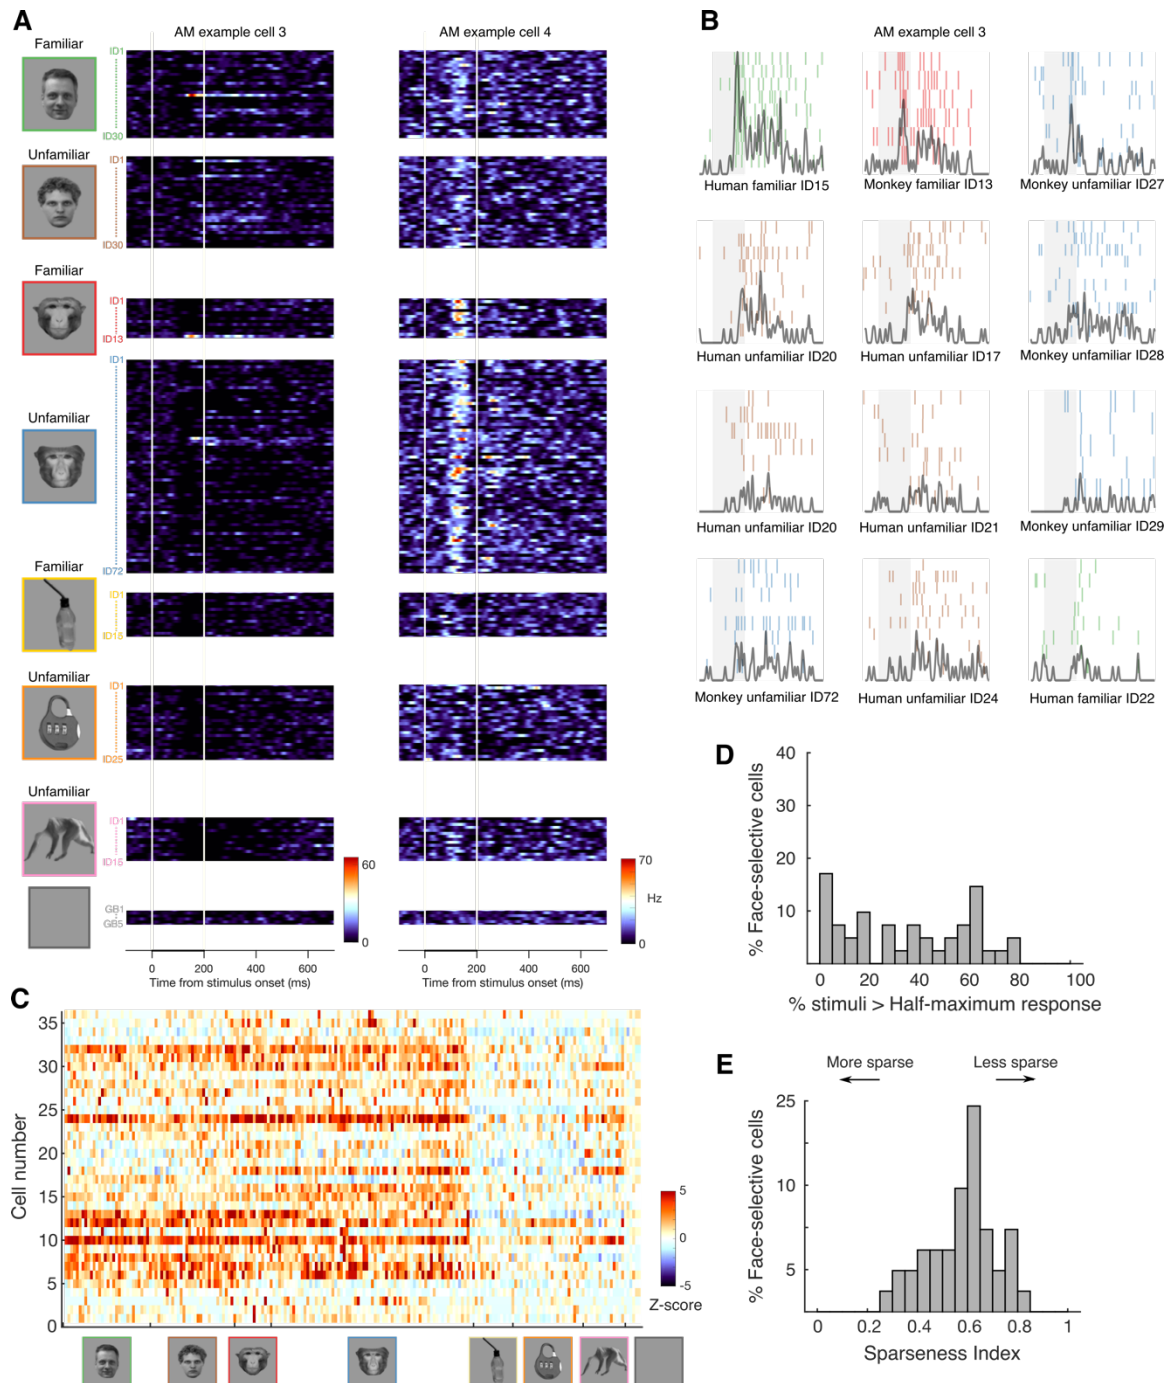 A
AM example cell 3
AM example cell 4
Familiar
ID1
ID30
Unfamiliar
ID1
ID30
Familiar
ID1
ID13
Unfamiliar
ID1
ID72
Familiar
ID1
ID15
Unfamiliar
ID1
ID25
Unfamiliar
ID1
ID15
GB1
GB5
60
0
70
Hz
0
0 200 400 600
Time from stimulus onset (ms)
0 200 400 600
Time from stimulus onset (ms)
B
AM example cell 3
Human familiar ID15
Monkey familiar ID13
Monkey unfamiliar ID27
Human unfamiliar ID20
Human unfamiliar ID17
Monkey unfamiliar ID28
Human unfamiliar ID20
Human unfamiliar ID21
Monkey unfamiliar ID29
Monkey unfamiliar ID72
Human unfamiliar ID24
Human familiar ID22
C
Cell number
35
30
25
20
15
10
5
0
5
0
-5
Z-score
D
% Face-selective cells
40
30
20
10
0 20 40 60 80 100
% stimuli > Half-maximum response
E
More sparse
Less sparse
% Face-selective cells
25
10
5
0 0.2 0.4 0.6 0.8 1
Sparseness Index